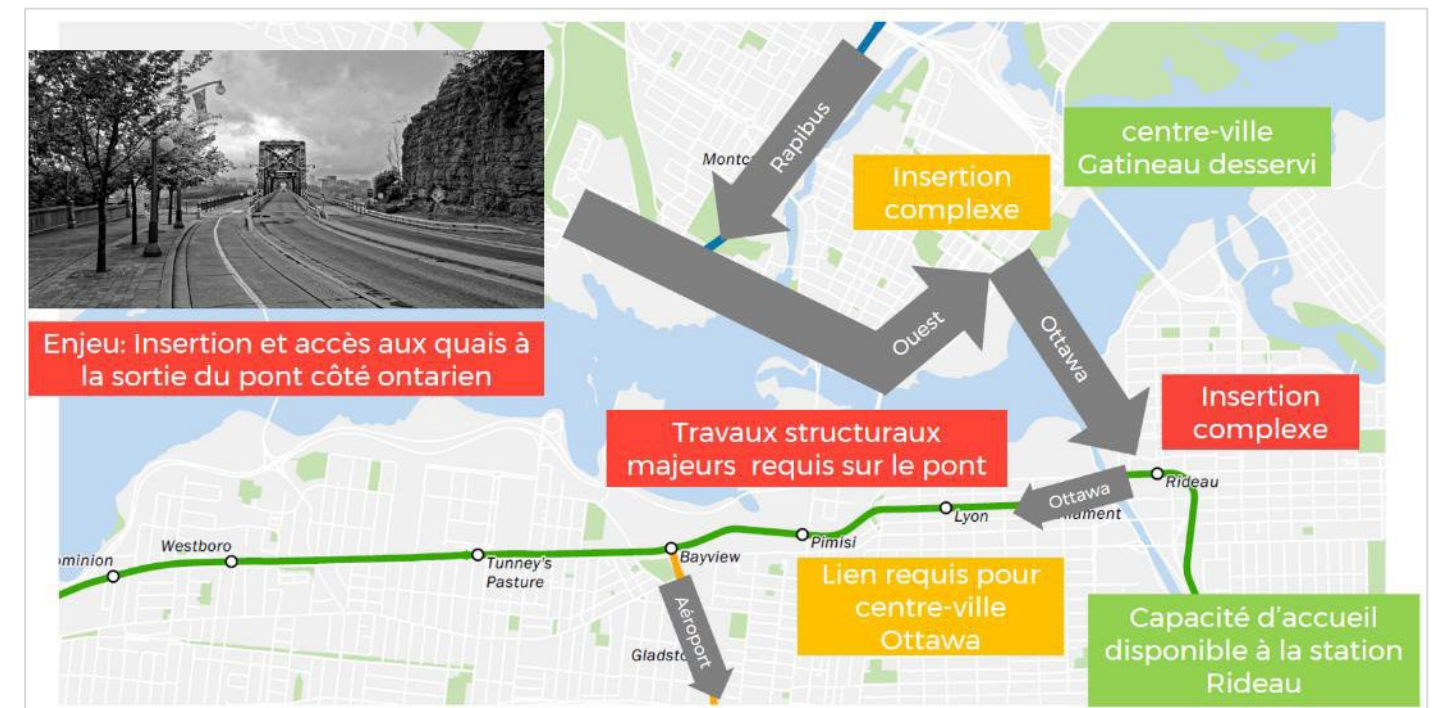 Rapibus
centre-ville
Gatineau desservi
Insertion
complexe
Ouest
Ottawa
Enjeu: Insertion et accès aux quais à
la sortie du pont côté ontarien
Insertion
complexe
Travaux structuraux
majeurs requis sur le pont
Rideau
Ottawa
Lyon
Pimisi
Bayview
Westboro
Tunney's
Pasture
Lien requis pour
centre-ville
Ottawa
Aéroport
Capacité d'accueil
disponible à la station
Rideau